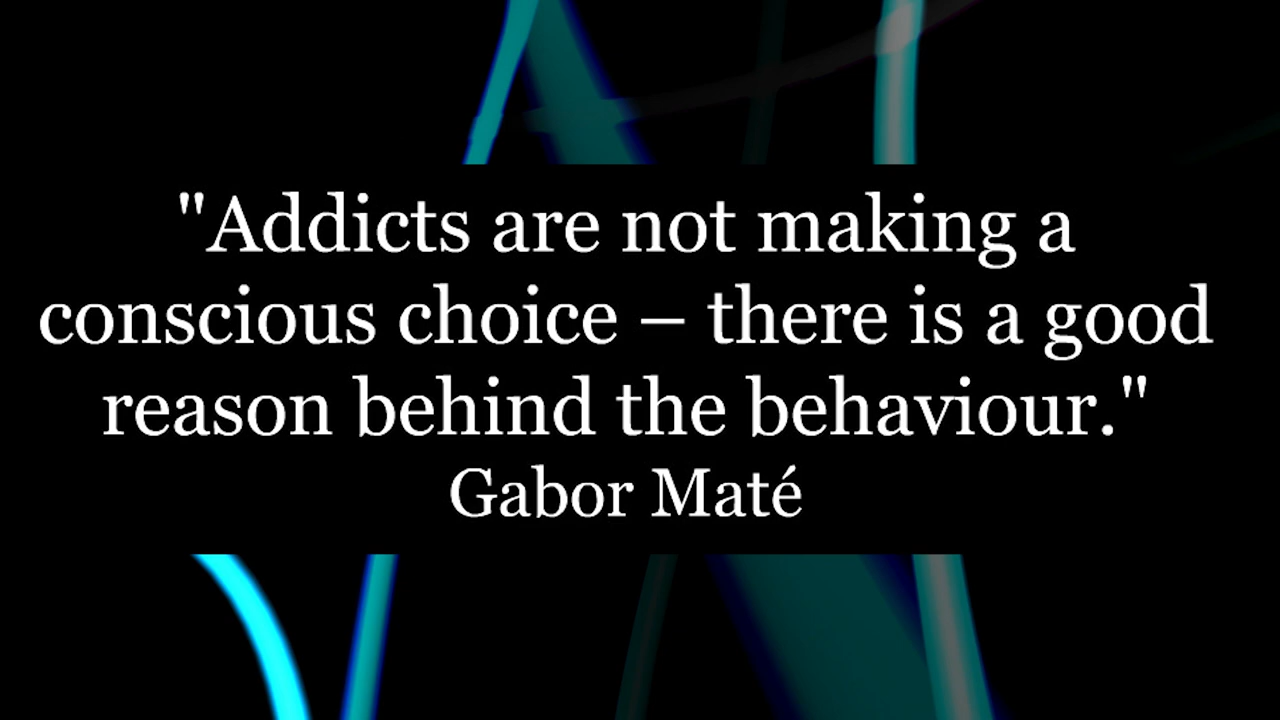 "Addicts are not making a
conscious choice – there is a good
reason behind the behaviour."
Gabor Maté